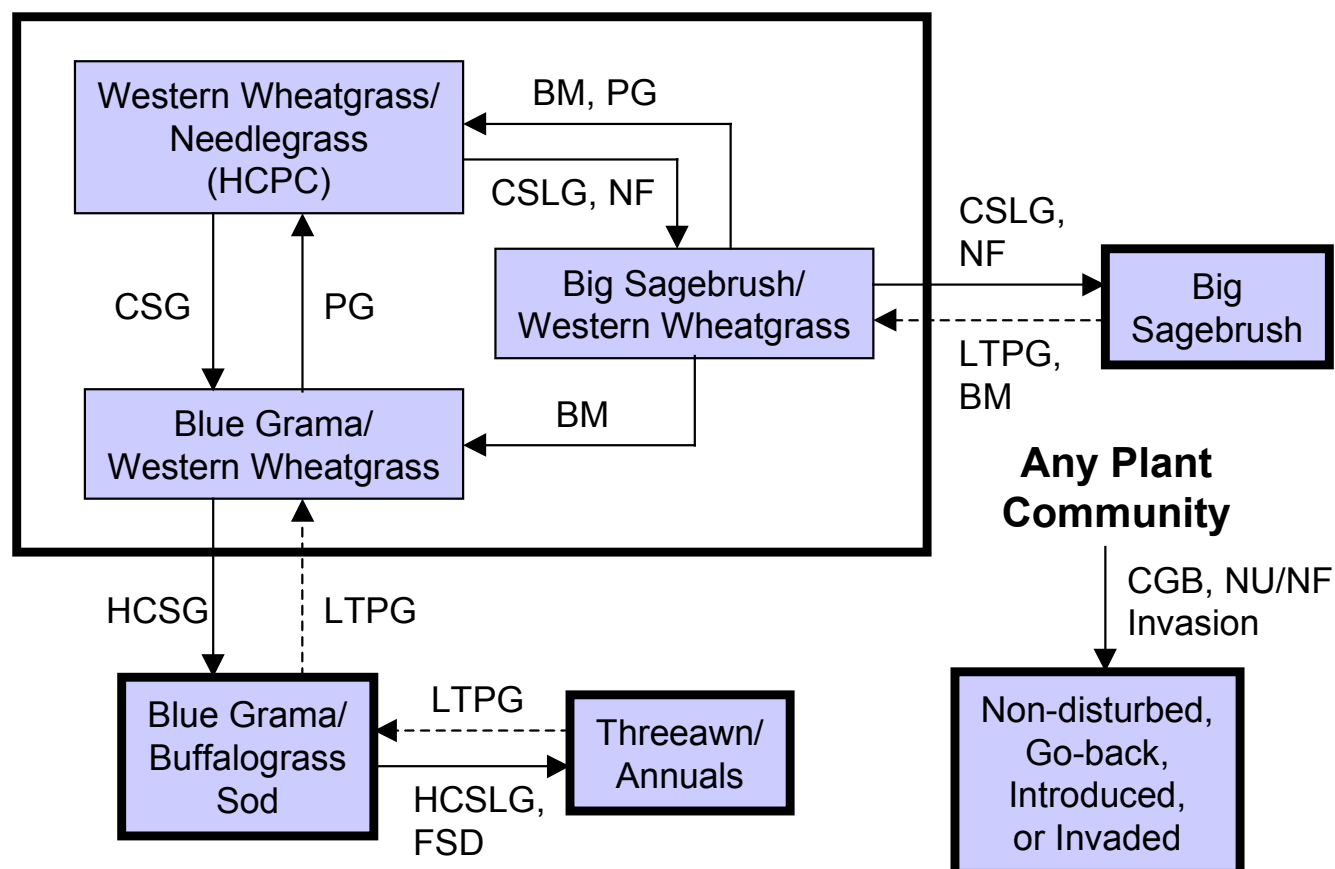 Western Wheatgrass/
Needlegrass
(HCPC)
BM, PG
CSLG, NF
CSG
PG
Big Sagebrush/
Western Wheatgrass
CSLG,
NF
Big
Sagebrush
LTPG,
BM
Blue Grama/
Western Wheatgrass
BM
Any Plant
Community
CGB, NU/NF
Invasion
HCSG
LTPG
Blue Grama/
Buffalograss
Sod
LTPG
HCSLG,
FSD
Threeawn/
Annuals
Non-disturbed,
Go-back,
Introduced,
or Invaded